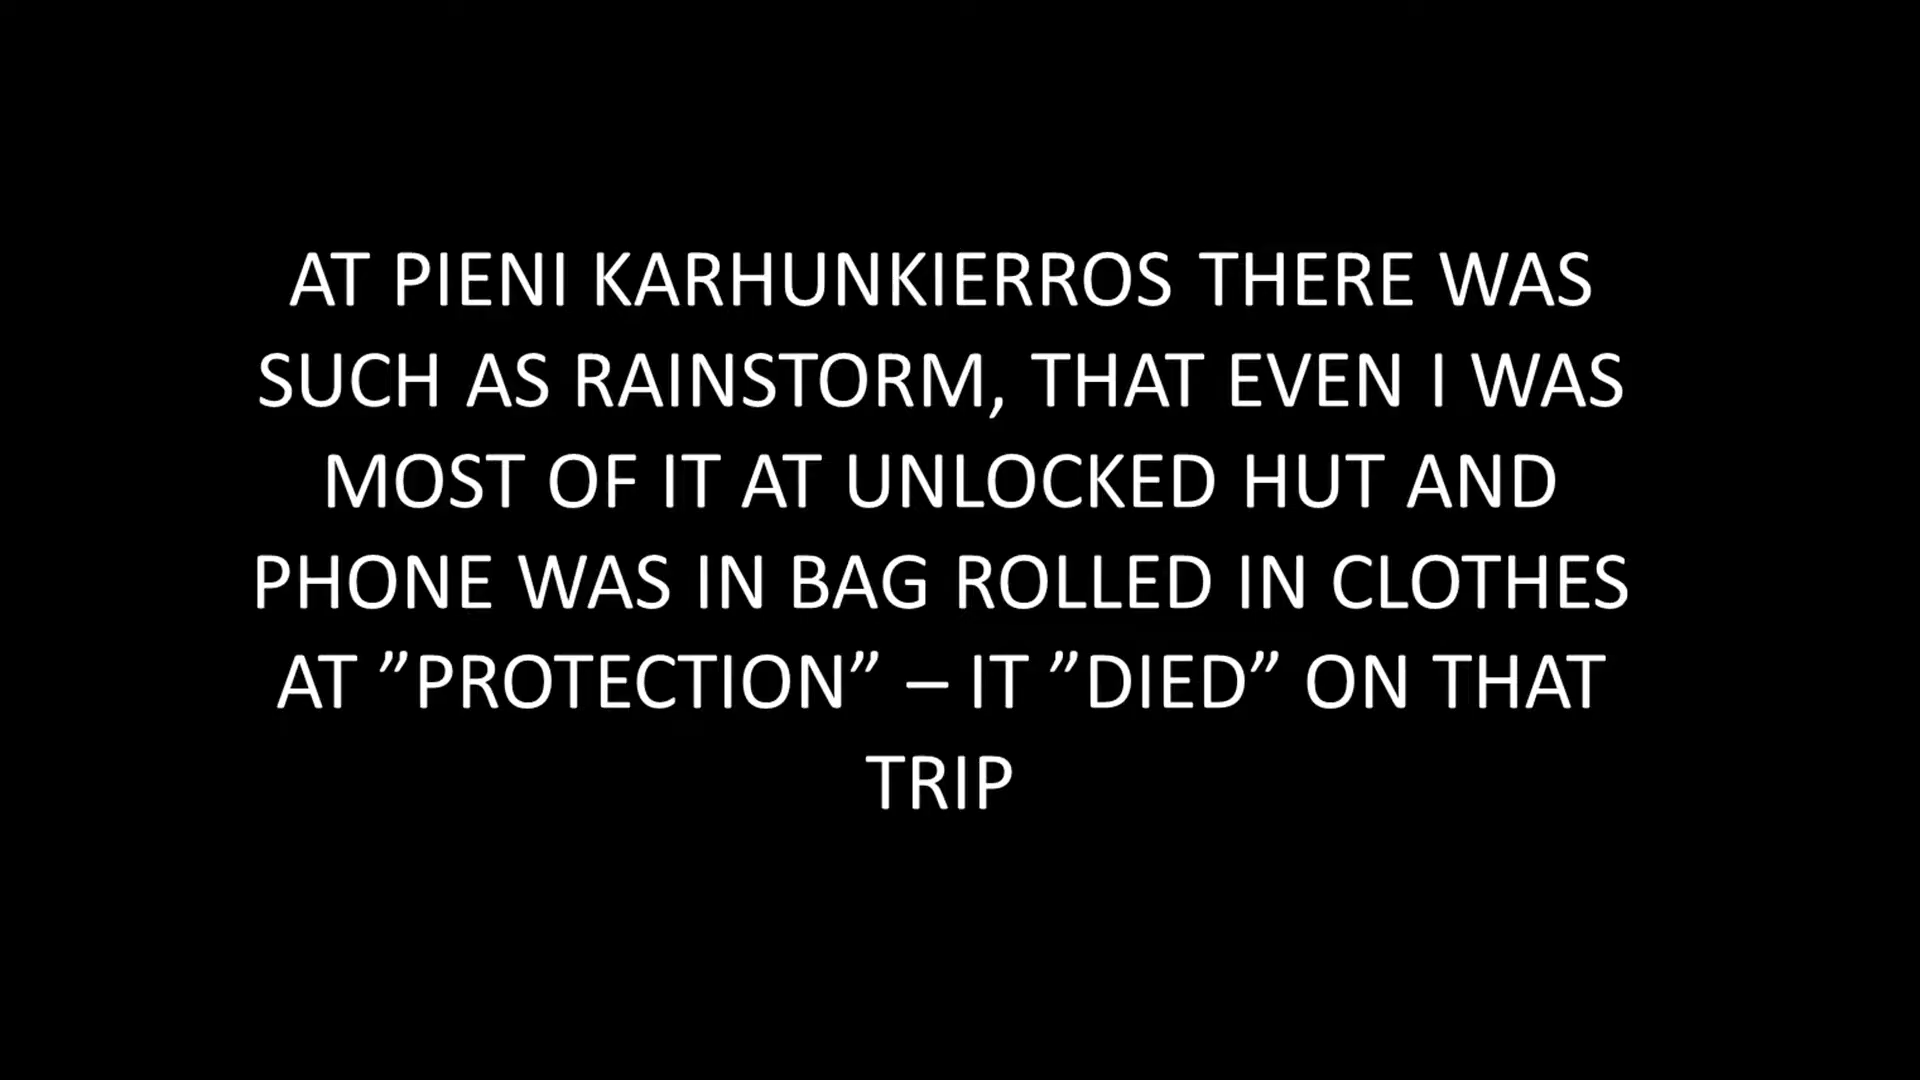 AT PIENI KARHUNKIERROS THERE WAS
SUCH AS RAINSTORM, THAT EVEN I WAS
MOST OF IT AT UNLOCKED HUT AND
PHONE WAS IN BAG ROLLED IN CLOTHES
AT ”PROTECTION” – IT ”DIED” ON THAT
TRIP